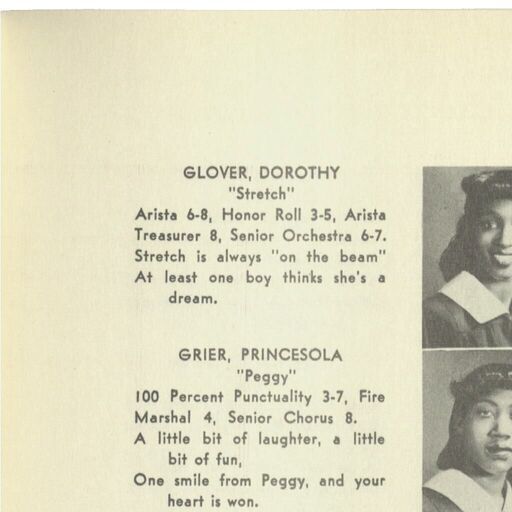 GLOVER, DOROTHY
"Stretch"
Arista 6-8, Honor Roll 3-5, Arista
Treasurer 8, Senior Orchestra 6-7.
Stretch is always "on the beam"
At least one boy thinks she's a
dream.
GRIER, PRINCESOLA
"Peggy"
100 Percent Punctuality 3-7, Fire
Marshal 4, Senior Chorus 8.
A little bit of laughter, a little
bit of fun,
One smile from Peggy, and your
heart is won.